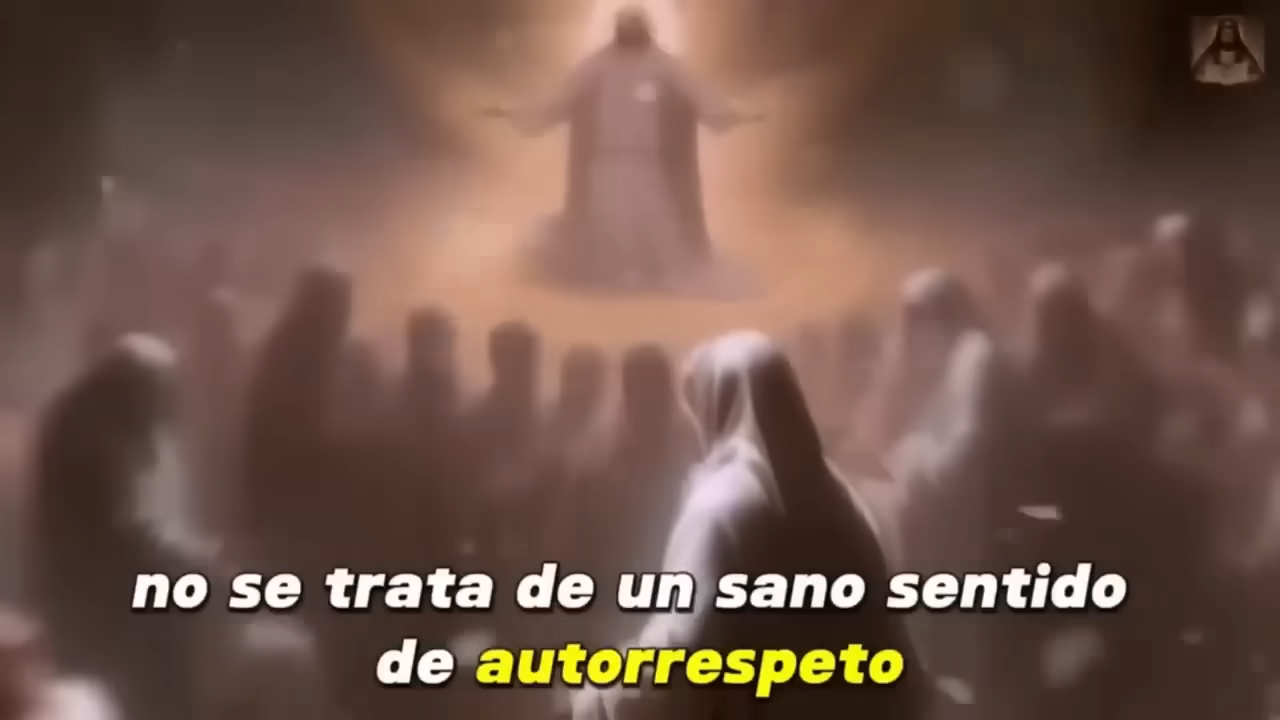 no se trata de un sano sentido
de autorrespeto